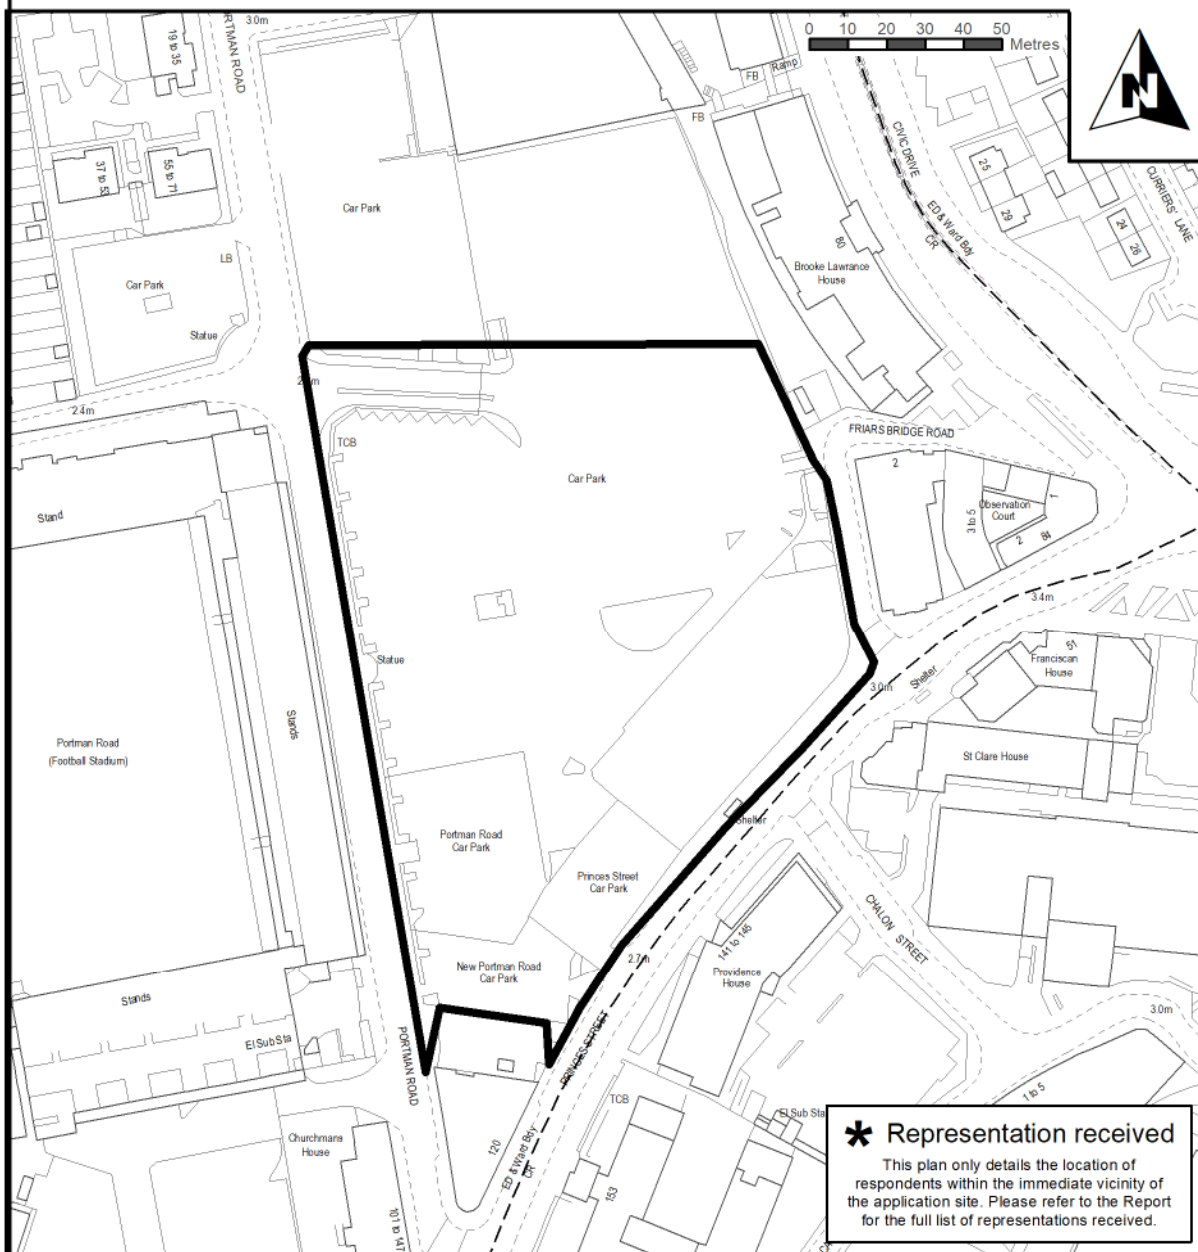 3.0m
0 10 20 30 40 50
Metres
N
19 to 35
PORTMAN ROAD
FB
Ramp
FB
CIVIC DRIVE
25
29
24
26
CURRIERS' LANE
37 to 53
55 to 71
Car Park
ED & Ward Bdy
CR
80
Brooke Lawrance
House
LB
Car Park
Statue
2.4m
TCB
FRIARS BRIDGE ROAD
2
Car Park
Stand
3 to 5
Observation
Court
1
2
84
3.4m
Statue
51
Franciscan
House
Shelter
3.0m
Stands
Portman Road
(Football Stadium)
St Clare House
Shelter
Portman Road
Car Park
Princes Street
Car Park
CHALON STREET
141 to 145
New Portman Road
Car Park
2.7m
Providence
House
Stands
El Sub Sta
3.0m
PORTMAN ROAD
PRINCES STREET
TCB
El Sub Sta
1 to 5
Churchmans
House
120
ED & Ward Bdy
CR
153
101 to 147
* Representation received
This plan only details the location of
respondents within the immediate vicinity of
the application site. Please refer to the Report
for the full list of representations received.